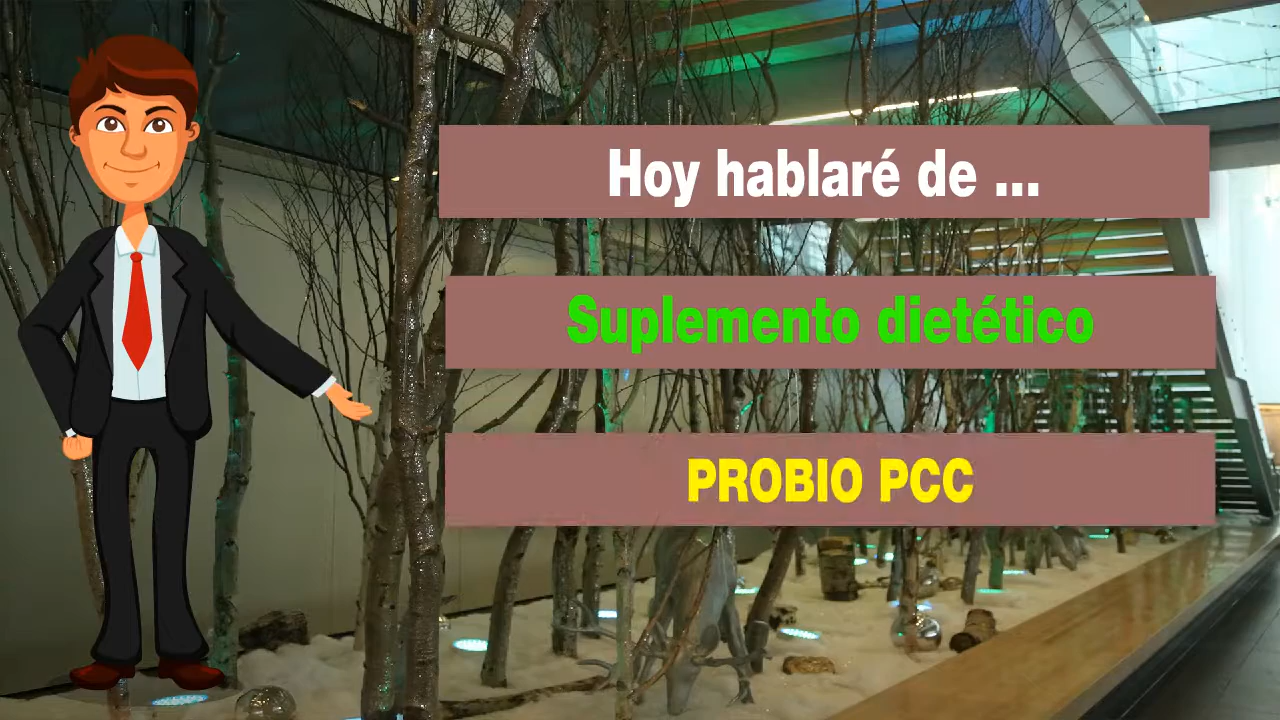 Hoy hablaré de ...
Suplemento dietético
PROBIO PCC